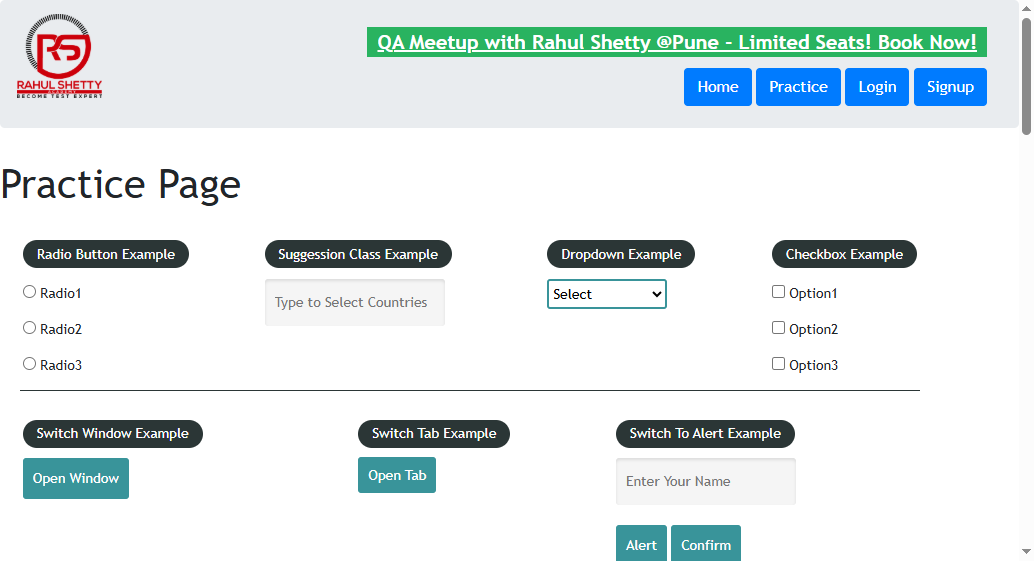 RS
RAHUL SHETTY
ACADEMY
BECOME TEST EXPERT
QA Meetup with Rahul Shetty @Pune - Limited Seats! Book Now!
Home Practice Login Signup
Practice Page
Radio Button Example
Radio1
Radio2
Radio3
Suggession Class Example
Type to Select Countries
Dropdown Example
Select
Checkbox Example
Option1
Option2
Option3
Switch Window Example
Open Window
Switch Tab Example
Open Tab
Switch To Alert Example
Enter Your Name
Alert Confirm